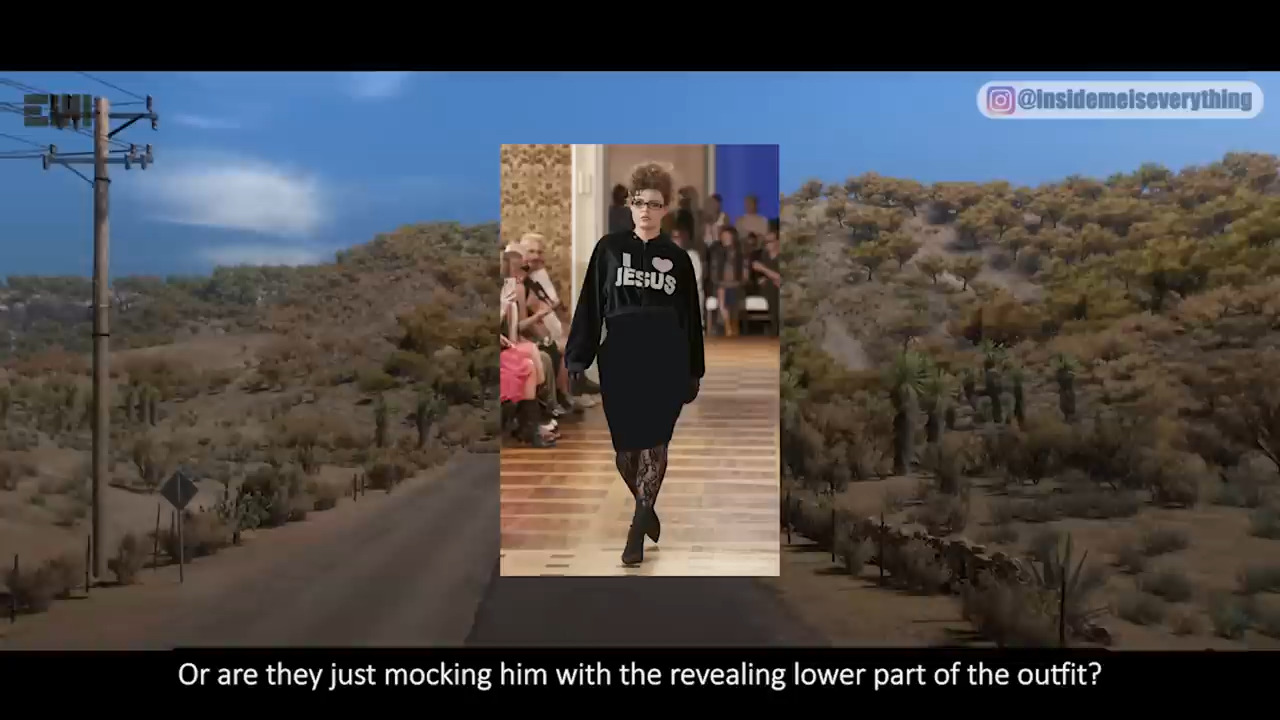 EWI
@insidemeiseverything
I
JESUS
Or are they just mocking him with the revealing lower part of the outfit?